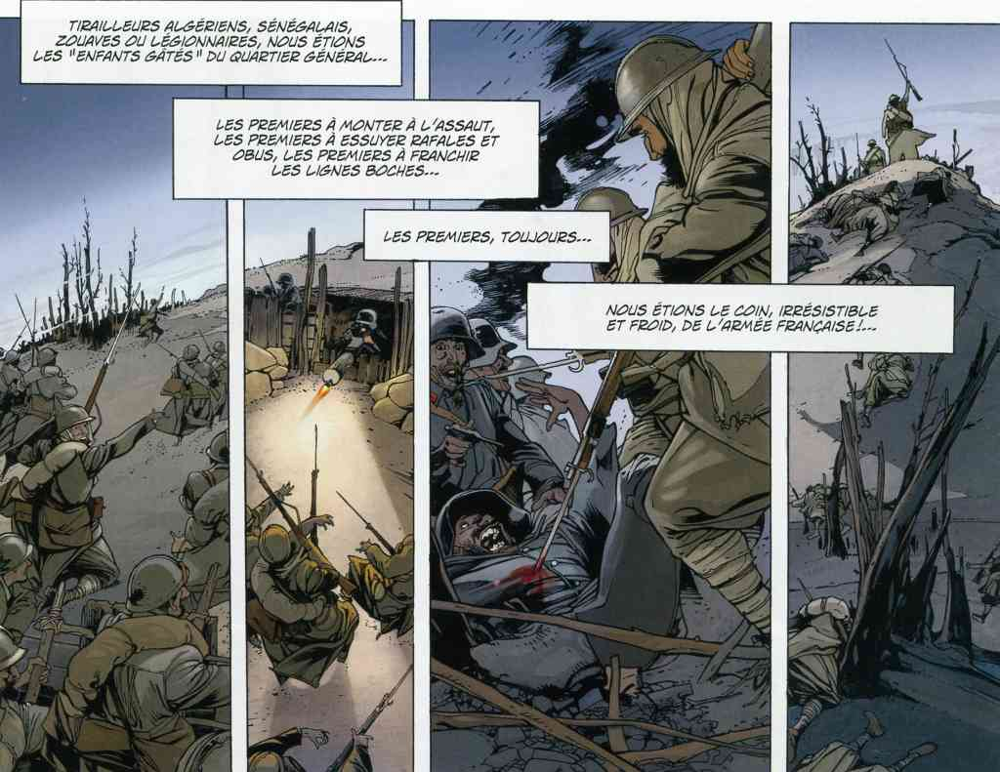 TIRAILLEURS ALGÉRIENS, SÉNÉGALAIS,
ZOUAVES OU LÉGIONNAIRES, NOUS ÉTIONS
LES "ENFANTS GÂTÉS" DU QUARTIER GÉNÉRAL...
LES PREMIERS À MONTER À L'ASSAUT,
LES PREMIERS À ESSUYER RAFALES ET
OBUS, LES PREMIERS À FRANCHIR
LES LIGNES BOCHES...
LES PREMIERS, TOUJOURS...
NOUS ÉTIONS LE COIN, IRRÉSISTIBLE
ET FROID, DE L'ARMÉE FRANÇAISE!...